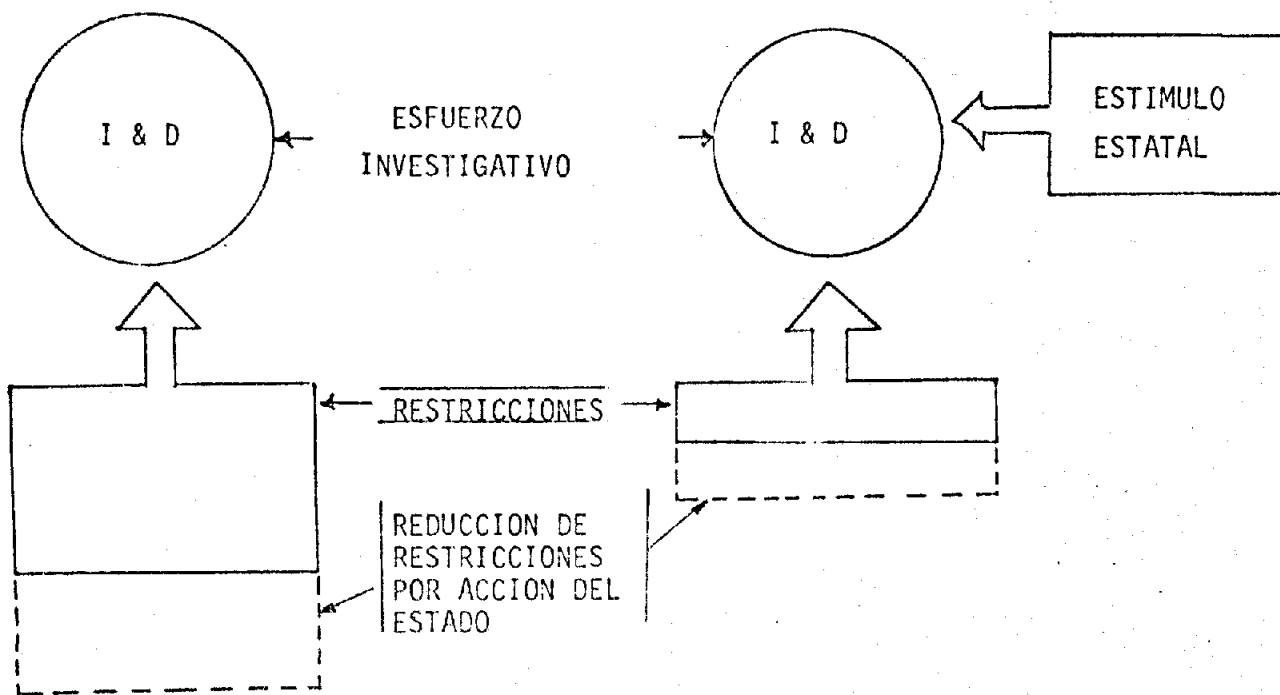 I & D
ESFUERZO
INVESTIGATIVO
I & D
ESTIMULO
ESTATAL
RESTRICCIONES
REDUCCION DE
RESTRICCIONES
POR ACCION DEL
ESTADO